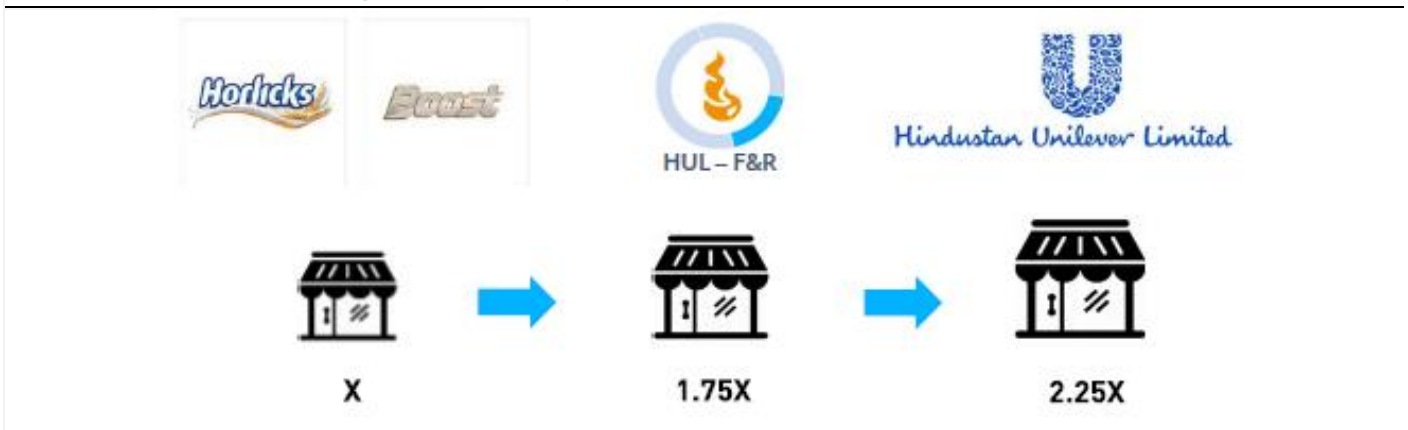 Horlicks
Boost
HUL – F&R
Hindustan Unilever Limited
X
1.75X
2.25X